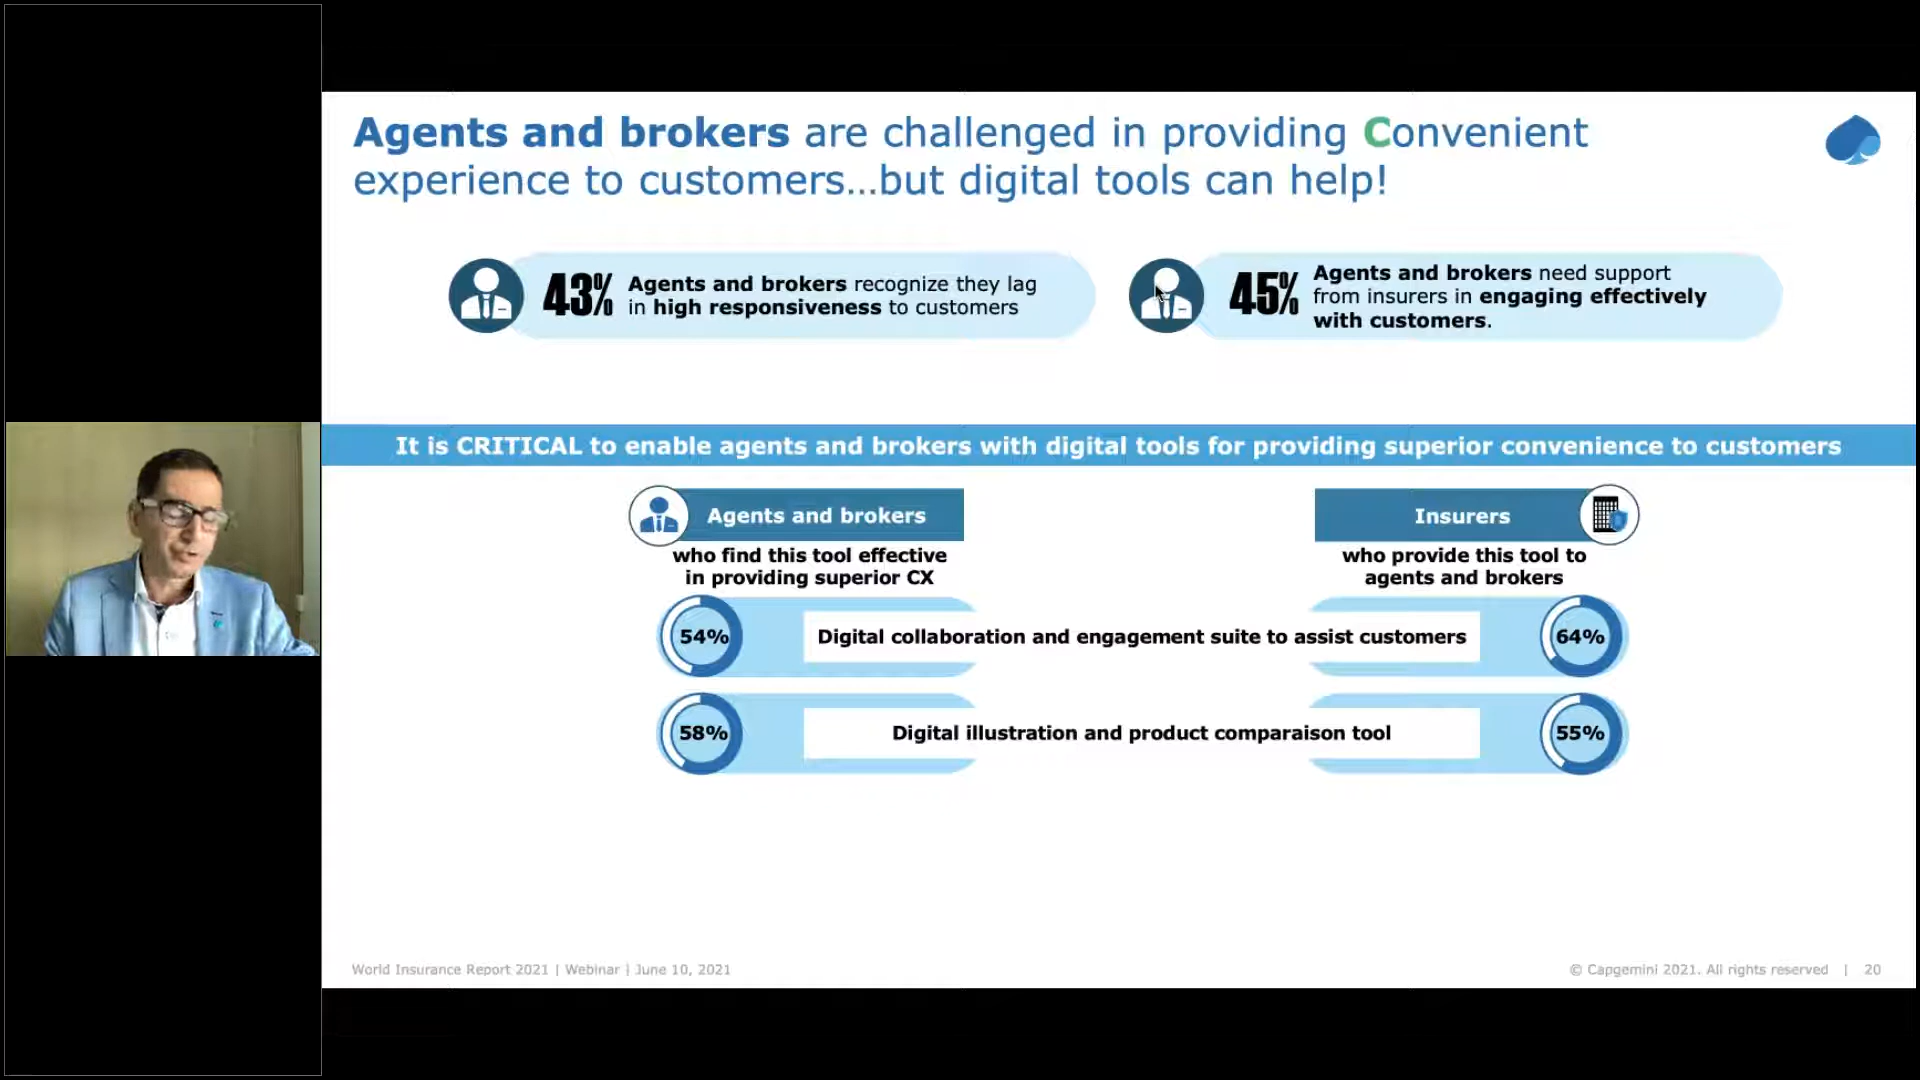 Agents and brokers are challenged in providing Convenient
experience to customers...but digital tools can help!
43%
Agents and brokers recognize they lag
in high responsiveness to customers
45%
Agents and brokers need support
from insurers in engaging effectively
with customers.
It is CRITICAL to enable agents and brokers with digital tools for providing superior convenience to customers
Agents and brokers
who find this tool effective
in providing superior CX
Insurers
who provide this tool to
agents and brokers
54%
Digital collaboration and engagement suite to assist customers
64%
58%
Digital illustration and product comparaison tool
55%
World Insurance Report 2021 | Webinar | June 10, 2021
© Capgemini 2021. All rights reserved | 20